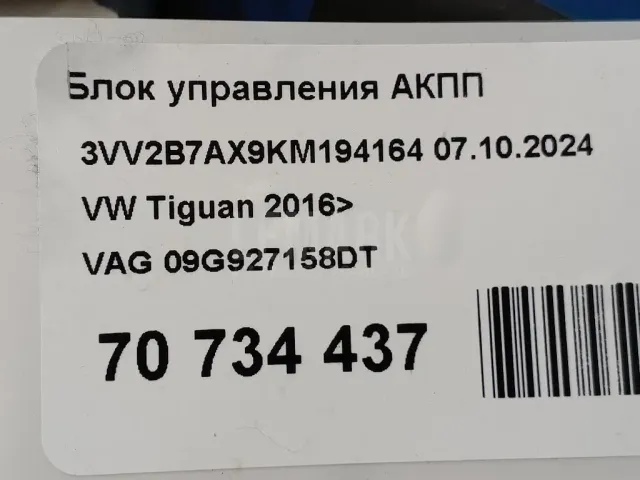 Блок управления АКПП
3VV2B7AX9KM194164 07.10.2024
VW Tiguan 2016>
VAG 09G927158DT
70 734 437